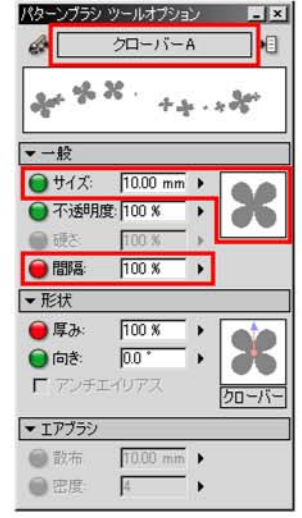 パターンブラシ ツールオプション
クローバーA
一般
サイズ: 10.00 mm
不透明度: 100 %
硬さ: 100 %
間隔: 100 %
形状
厚み: 100 %
向き: 0.0 °
アンチエイリアス
クローバー
エアブラシ
散布 10.00 mm
密度: 4